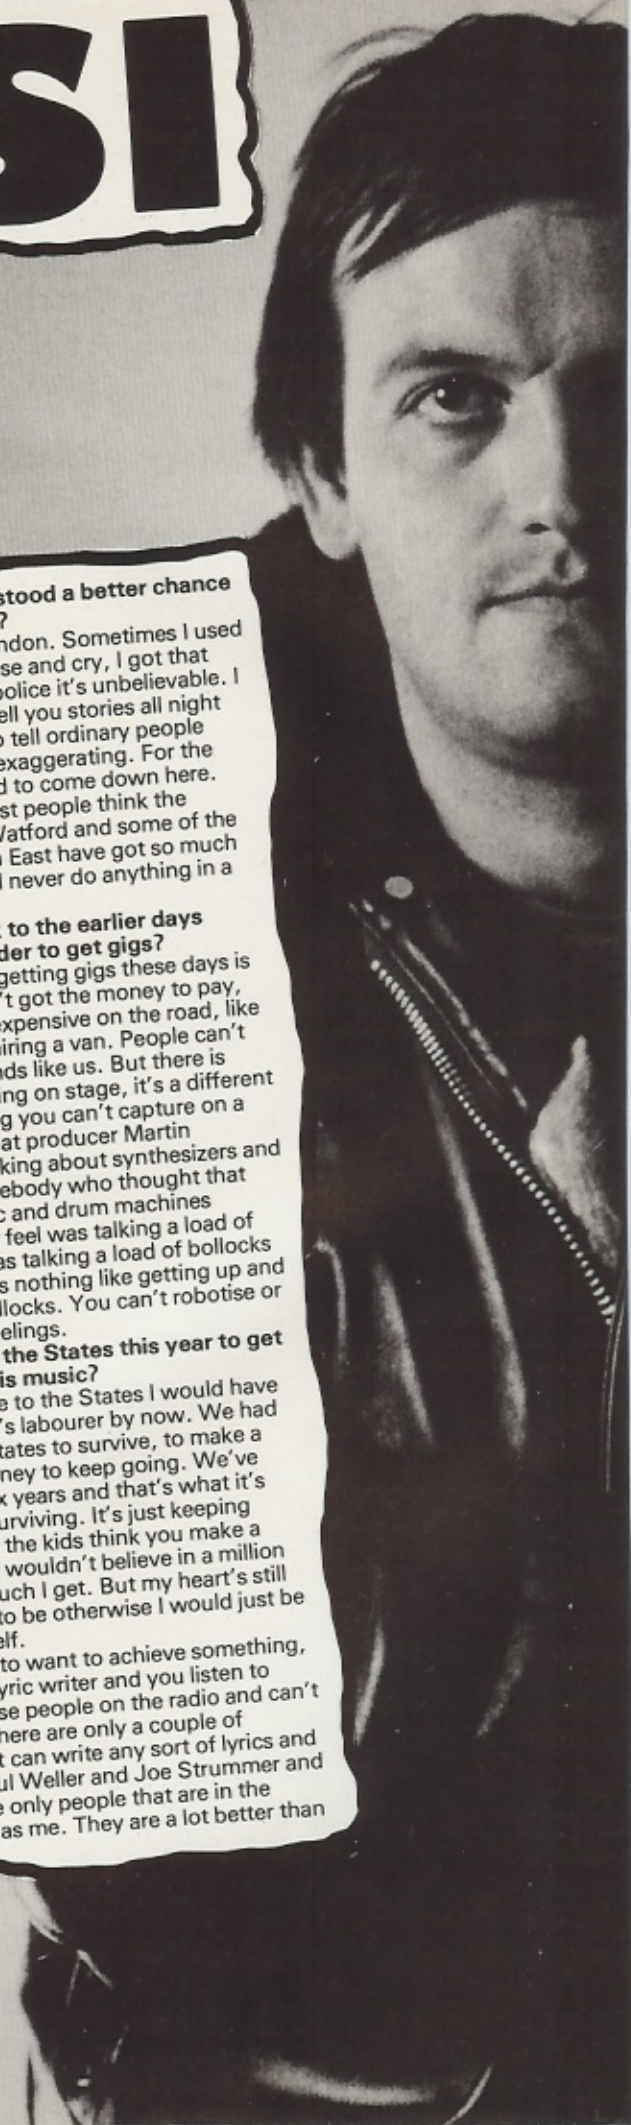 SI
stood a better chance
?
ndon. Sometimes I used
se and cry, I got that
police it's unbelievable. I
ell you stories all night
o tell ordinary people
exaggerating. For the
d to come down here.
st people think the
Vatford and some of the
East have got so much
l never do anything in a
to the earlier days
der to get gigs?
getting gigs these days is
't got the money to pay,
expensive on the road, like
iring a van. People can't
nds like us. But there is
ing on stage, it's a different
g you can't capture on a
at producer Martin
king about synthesizers and
ebody who thought that
c and drum machines
feel was talking a load of
as talking a load of bollocks
s nothing like getting up and
llocks. You can't robotise or
elings.
the States this year to get
is music?
e to the States I would have
's labourer by now. We had
tates to survive, to make a
ney to keep going. We've
x years and that's what it's
urviving. It's just keeping
the kids think you make a
wouldn't believe in a million
uch I get. But my heart's still
to be otherwise I would just be
elf.
to want to achieve something,
yric writer and you listen to
se people on the radio and can't
here are only a couple of
t can write any sort of lyrics and
ul Weller and Joe Strummer and
e only people that are in the
as me. They are a lot better than